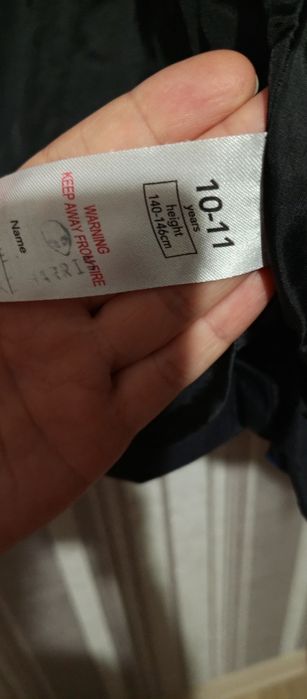 10-11
years
height
140-146cm
WARNING
KEEP AWAY FROM FIRE
Name